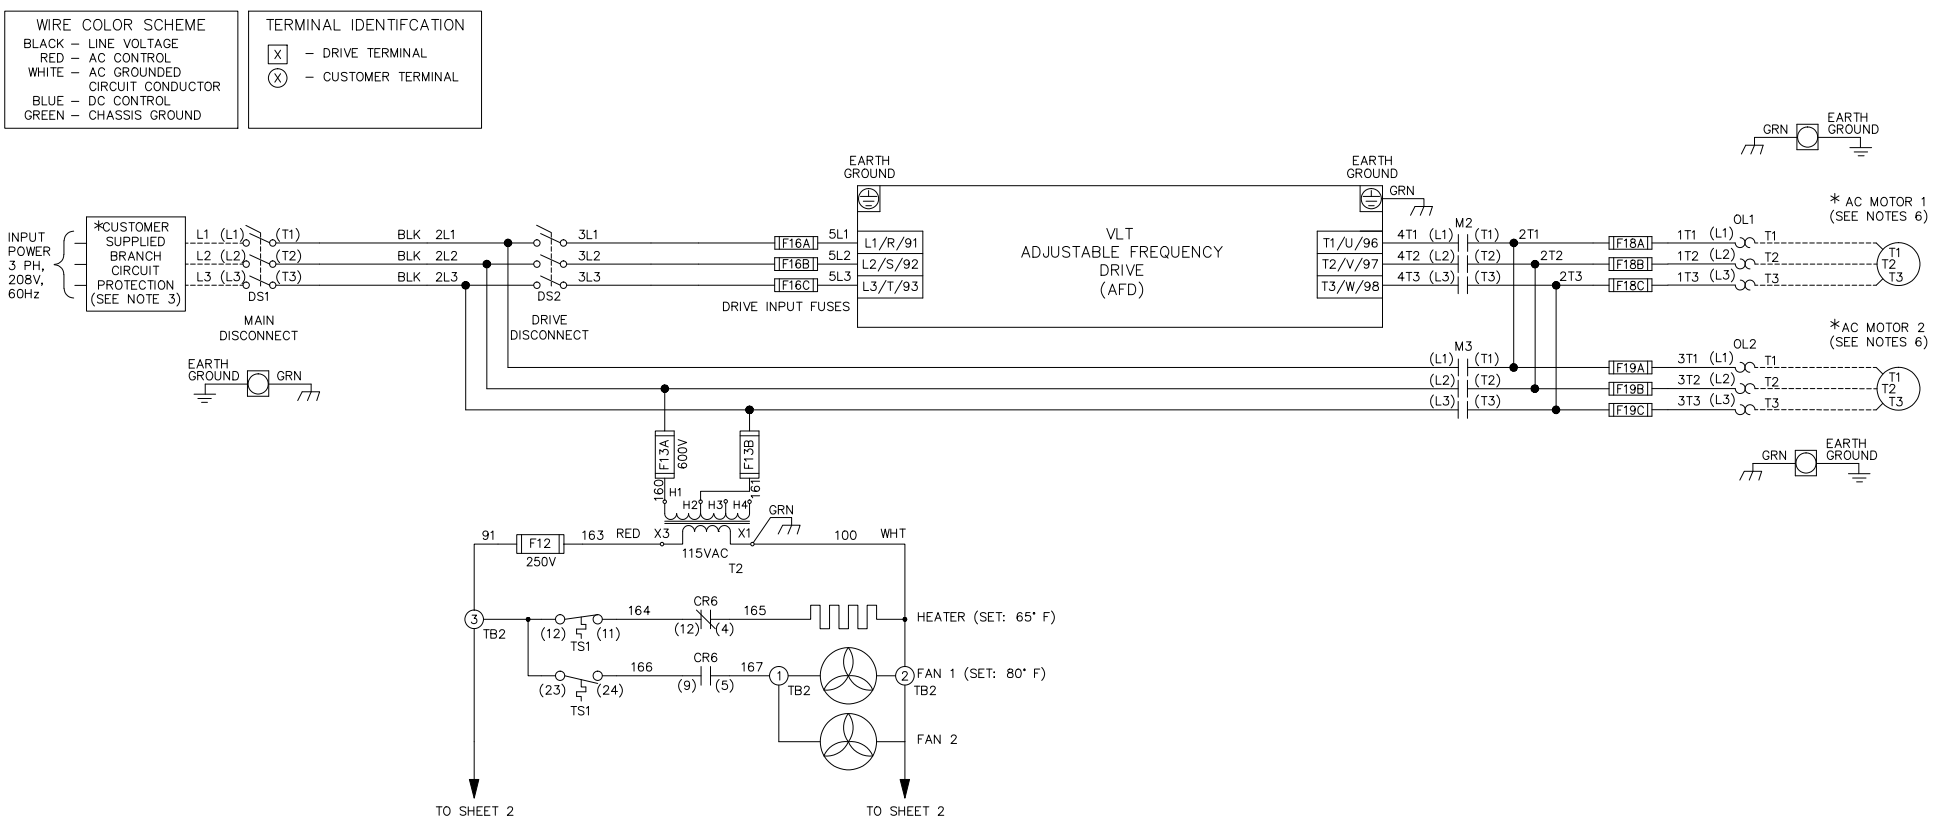 WIRE COLOR SCHEME
BLACK – LINE VOLTAGE
RED – AC CONTROL
WHITE – AC GROUNDED
CIRCUIT CONDUCTOR
BLUE – DC CONTROL
GREEN – CHASSIS GROUND
TERMINAL IDENTIFCATION
X – DRIVE TERMINAL
X – CUSTOMER TERMINAL
INPUT
POWER
3 PH,
208V,
60Hz
*CUSTOMER
SUPPLIED
BRANCH
CIRCUIT
PROTECTION
(SEE NOTE 3)
L1 (L1) (T1) BLK 2L1 3L1 F16A 5L1 L1/R/91
L2 (L2) (T2) BLK 2L2 3L2 F16B 5L2 L2/S/92
L3 (L3) (T3) BLK 2L3 3L3 F16C 5L3 L3/T/93
DS1
MAIN
DISCONNECT
DS2
DRIVE
DISCONNECT
DRIVE INPUT FUSES
EARTH
GROUND
GRN
EARTH
GROUND
VLT
ADJUSTABLE FREQUENCY
DRIVE
(AFD)
EARTH
GROUND
GRN
M2
T1/U/96 4T1 (L1) (T1) 2T1 F18A 1T1 (L1) T1
T2/V/97 4T2 (L2) (T2) 2T2 F18B 1T2 (L2) T2
T3/W/98 4T3 (L3) (T3) 2T3 F18C 1T3 (L3) T3
OL1
GRN
EARTH
GROUND
* AC MOTOR 1
(SEE NOTES 6)
T1
T2
T3
M3
(L1) (T1) F19A 3T1 (L1) T1
(L2) (T2) F19B 3T2 (L2) T2
(L3) (T3) F19C 3T3 (L3) T3
OL2
*AC MOTOR 2
(SEE NOTES 6)
T1
T2
T3
GRN
EARTH
GROUND
F13A
600V
F13B
160
161
H1
H2
H3
H4
GRN
91
F12
250V
163 RED X3
115VAC
X1
T2
100 WHT
3
TB2
(12) (11)
TS1
164
CR6
(12) (4)
165
HEATER (SET: 65° F)
(23) (24)
TS1
166
CR6
(9) (5)
167
1
TB2
2
TB2
FAN 1 (SET: 80° F)
FAN 2
TO SHEET 2
TO SHEET 2